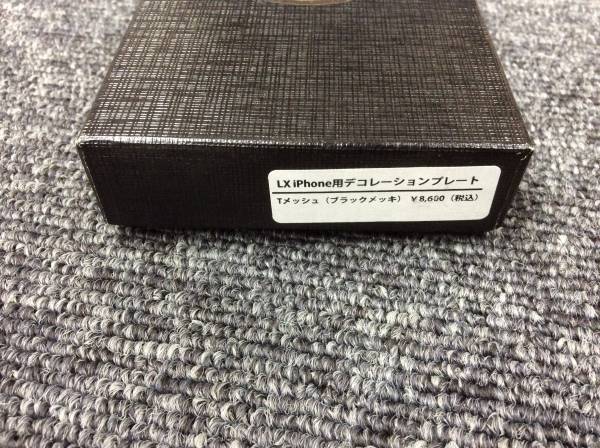 LX iPhone用デコレーションプレート
Tメッシュ（ブラックメッキ） ¥8,600（税込）